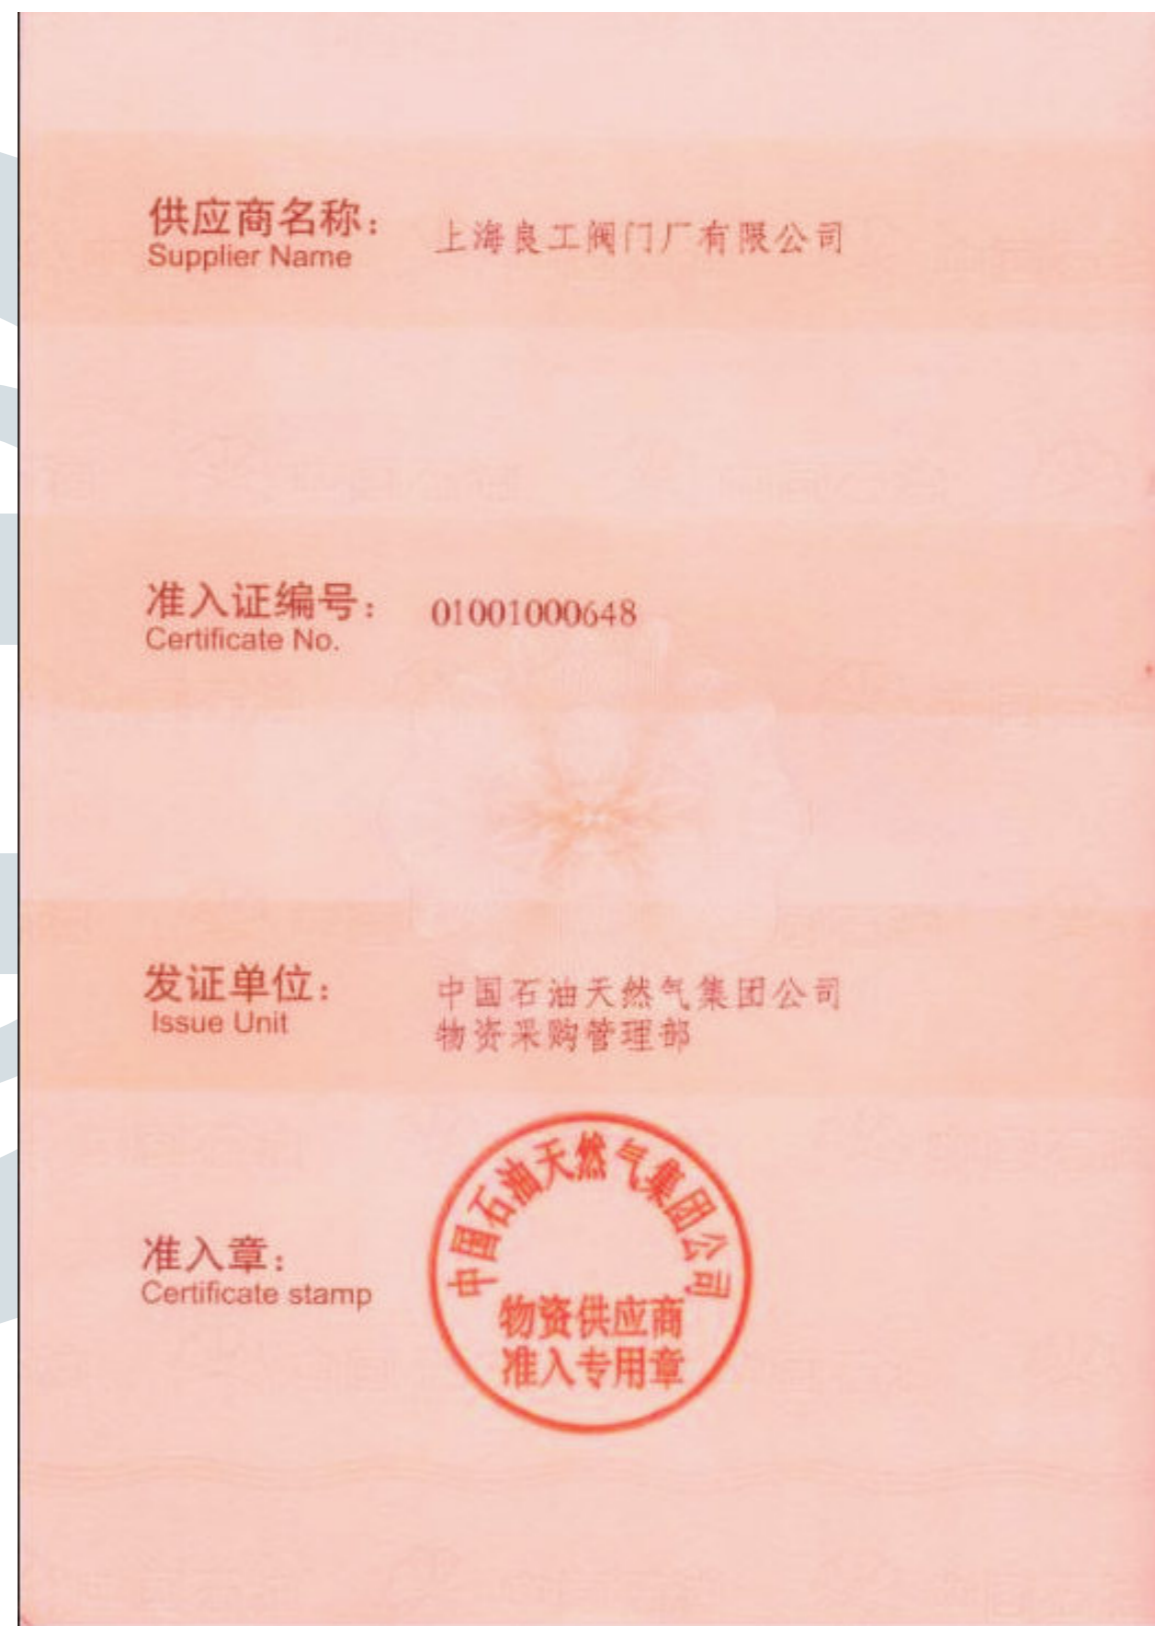 供应商名称：
Supplier Name
上海良工阀门厂有限公司
准入证编号：
Certificate No.
01001000648
发证单位：
Issue Unit
中国石油天然气集团公司
物资采购管理部
准入章：
Certificate stamp
中国石油天然气集团公司
物资供应商
准入专用章